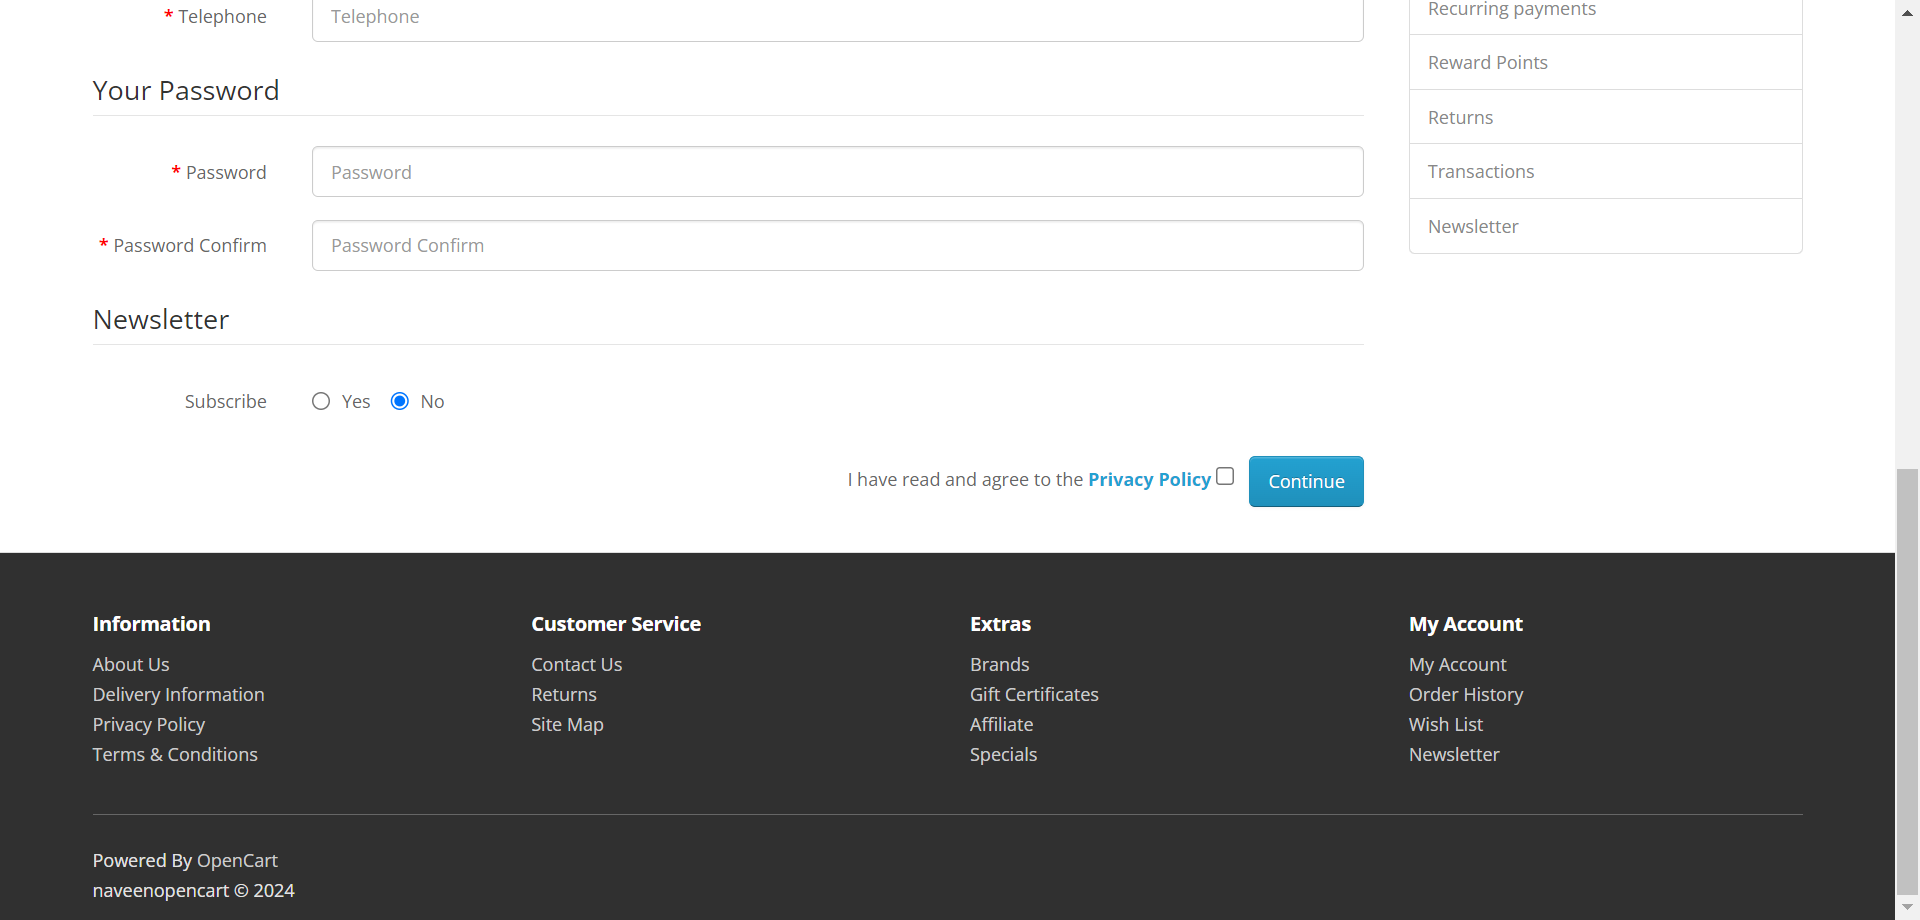 * Telephone
Telephone
Your Password
* Password
Password
* Password Confirm
Password Confirm
Newsletter
Subscribe
Yes
No
I have read and agree to the Privacy Policy
Continue
Recurring payments
Reward Points
Returns
Transactions
Newsletter
Information
About Us
Delivery Information
Privacy Policy
Terms & Conditions
Customer Service
Contact Us
Returns
Site Map
Extras
Brands
Gift Certificates
Affiliate
Specials
My Account
My Account
Order History
Wish List
Newsletter
Powered By OpenCart
naveenopencart © 2024